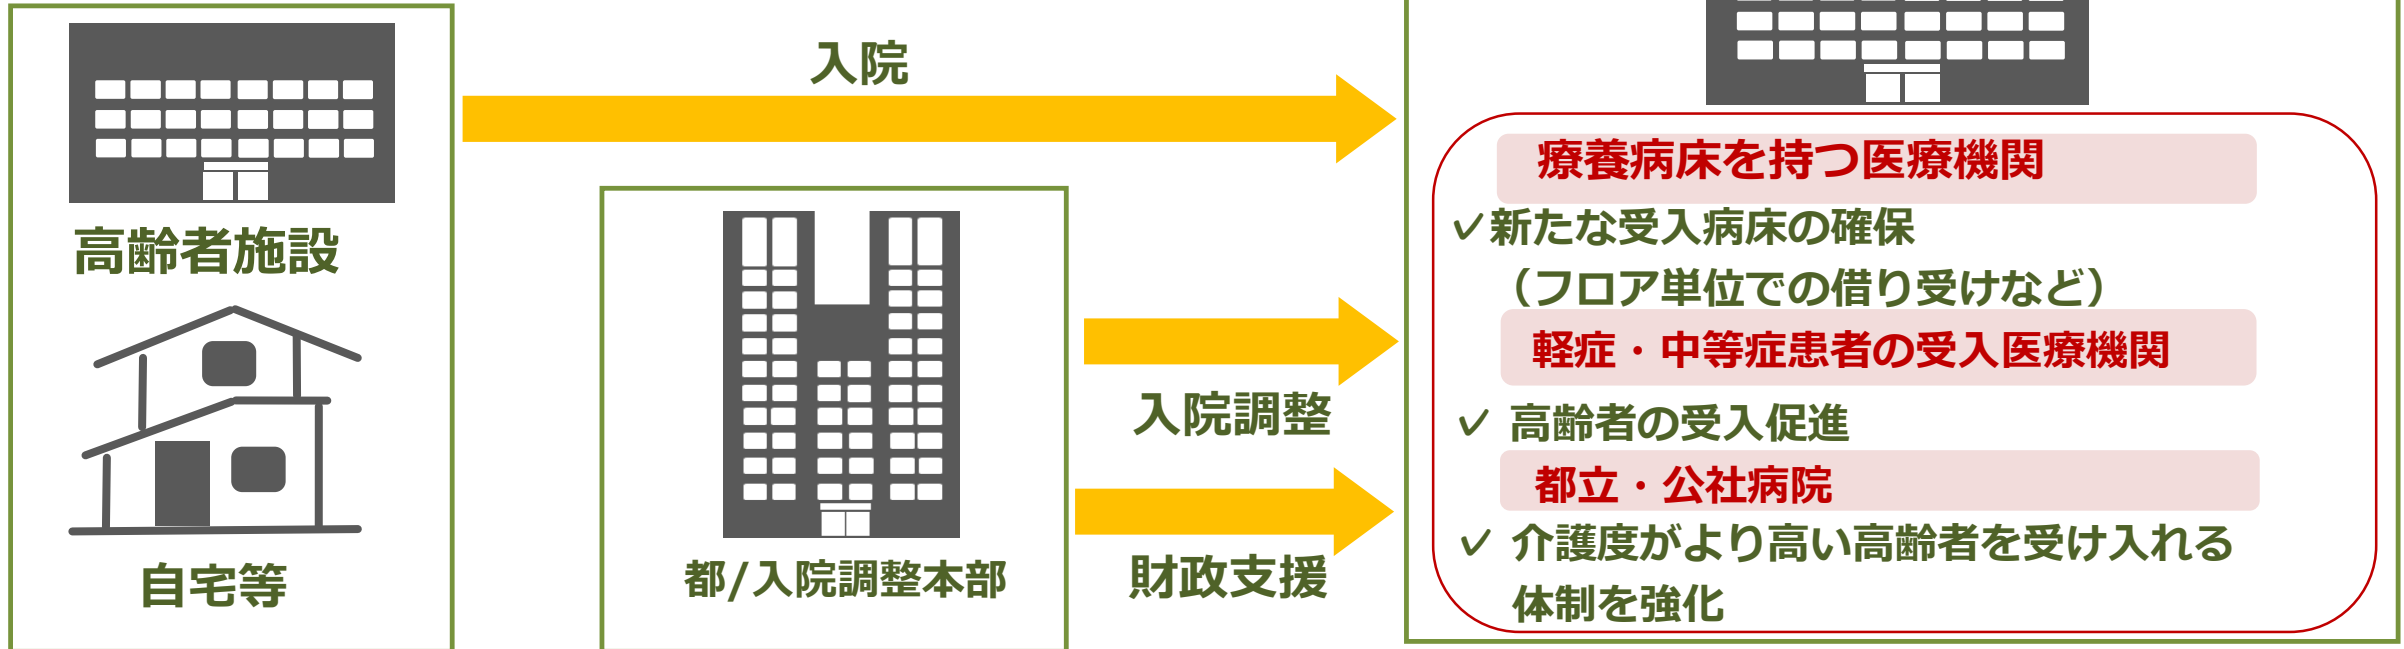 高齢者施設
自宅等
入院
都/入院調整本部
入院調整
財政支援
療養病床を持つ医療機関
✓新たな受入病床の確保
（フロア単位での借り受けなど）
軽症・中等症患者の受入医療機関
✓ 高齢者の受入促進
都立・公社病院
✓ 介護度がより高い高齢者を受け入れる
体制を強化